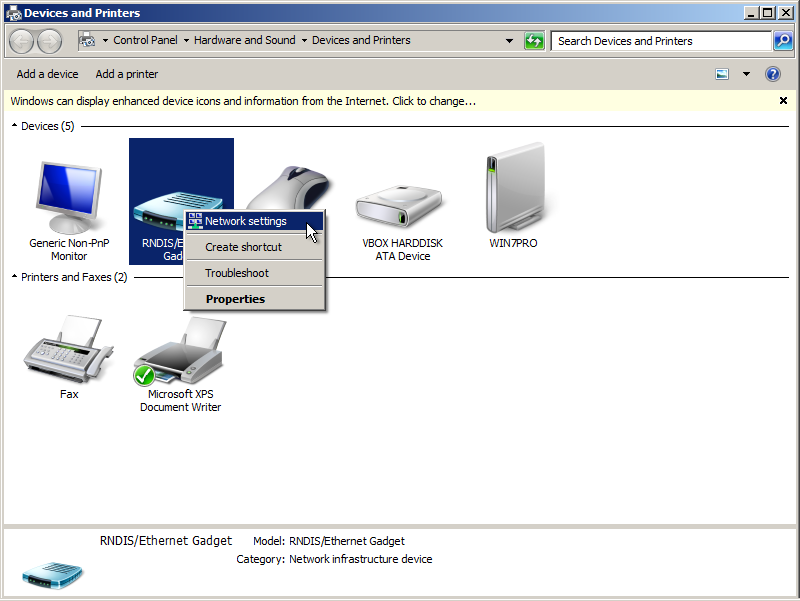 Devices and Printers
Control Panel Hardware and Sound Devices and Printers Search Devices and Printers
Add a device Add a printer
Windows can display enhanced device icons and information from the Internet. Click to change...
Devices (5)
Generic Non-PnP
Monitor
RNDIS/E
Gad
VBOX HARDDISK
ATA Device
WIN7PRO
Network settings
Create shortcut
Troubleshoot
Properties
Printers and Faxes (2)
Fax
Microsoft XPS
Document Writer
RNDIS/Ethernet Gadget Model: RNDIS/Ethernet Gadget
Category: Network infrastructure device